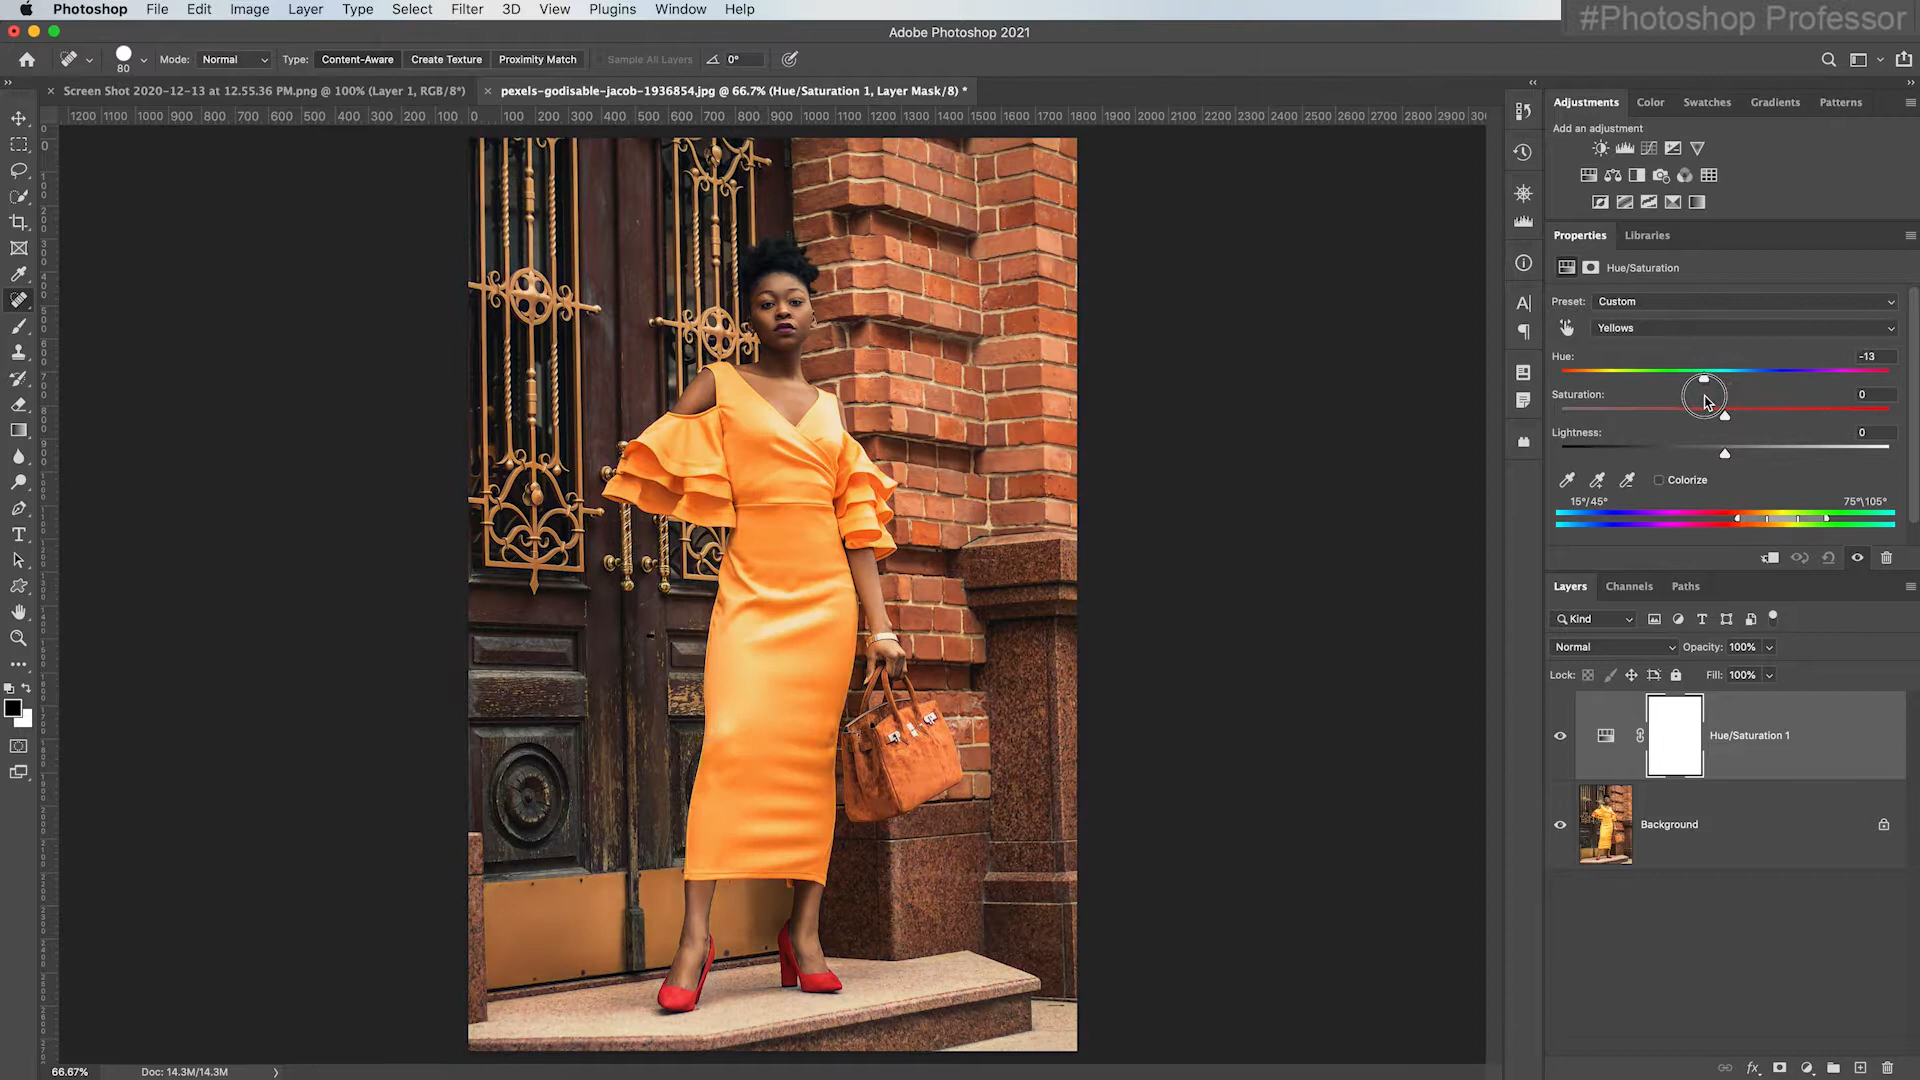 Photoshop File Edit Image Layer Type Select Filter 3D View Plugins Window Help
#Photoshop Professor
Adobe Photoshop 2021
80 Mode: Normal Type: Content-Aware Create Texture Proximity Match Sample All Layers 0°
Screen Shot 2020-12-13 at 12.55.36 PM.png @ 100% (Layer 1, RGB/8*)
pexels-godisable-jacob-1936854.jpg @ 66.7% (Hue/Saturation 1, Layer Mask/8) *
1200 1100 1000 900 800 700 600 500 400 300 200 100 0 100 200 300 400 500 600 700 800 900 1000 1100 1200 1300 1400 1500 1600 1700 1800 1900 2000 2100 2200 2300 2400 2500 2600 2700 2800 2900
Adjustments Color Swatches Gradients Patterns
Add an adjustment
Properties Libraries
Hue/Saturation
Preset: Custom
Yellows
Hue: -13
Saturation: 0
Lightness: 0
Colorize
15°/45° 75°\105°
Layers Channels Paths
Kind
Normal Opacity: 100%
Lock: Fill: 100%
Hue/Saturation 1
Background
66.67% Doc: 14.3M/14.3M